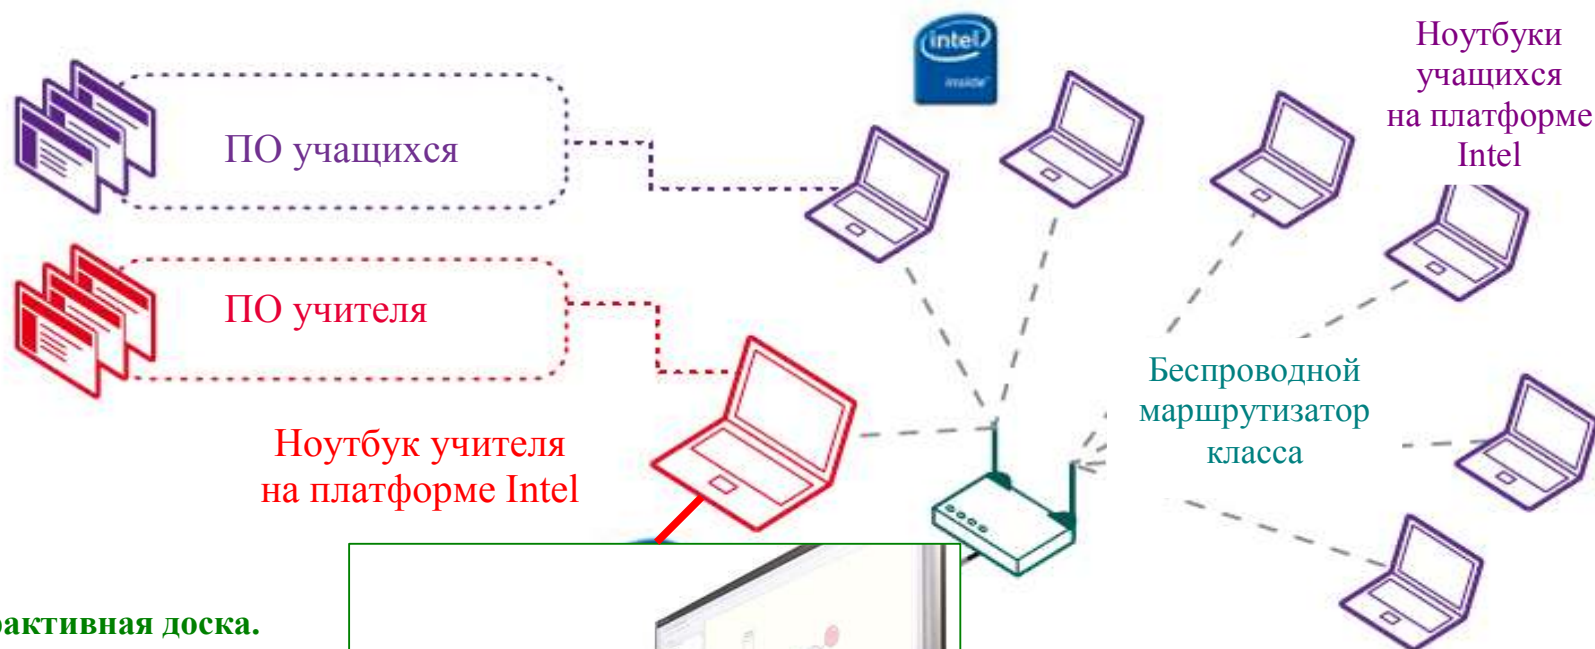 intel
inside
Ноутбуки
учащихся
на платформе
Intel
ПО учащихся
ПО учителя
Беспроводной
маршрутизатор
класса
Ноутбук учителя
на платформе Intel
рактивная доска.